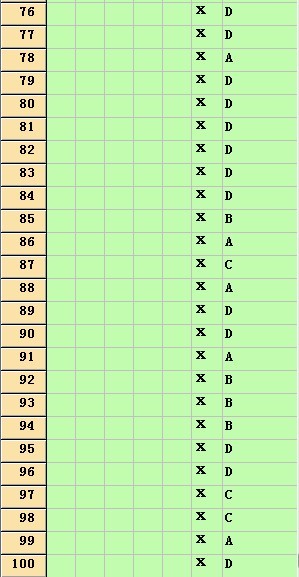 76 X D
77 X D
78 X A
79 X D
80 X D
81 X D
82 X D
83 X D
84 X D
85 X B
86 X A
87 X C
88 X A
89 X D
90 X D
91 X A
92 X B
93 X B
94 X B
95 X D
96 X D
97 X C
98 X C
99 X A
100 X D